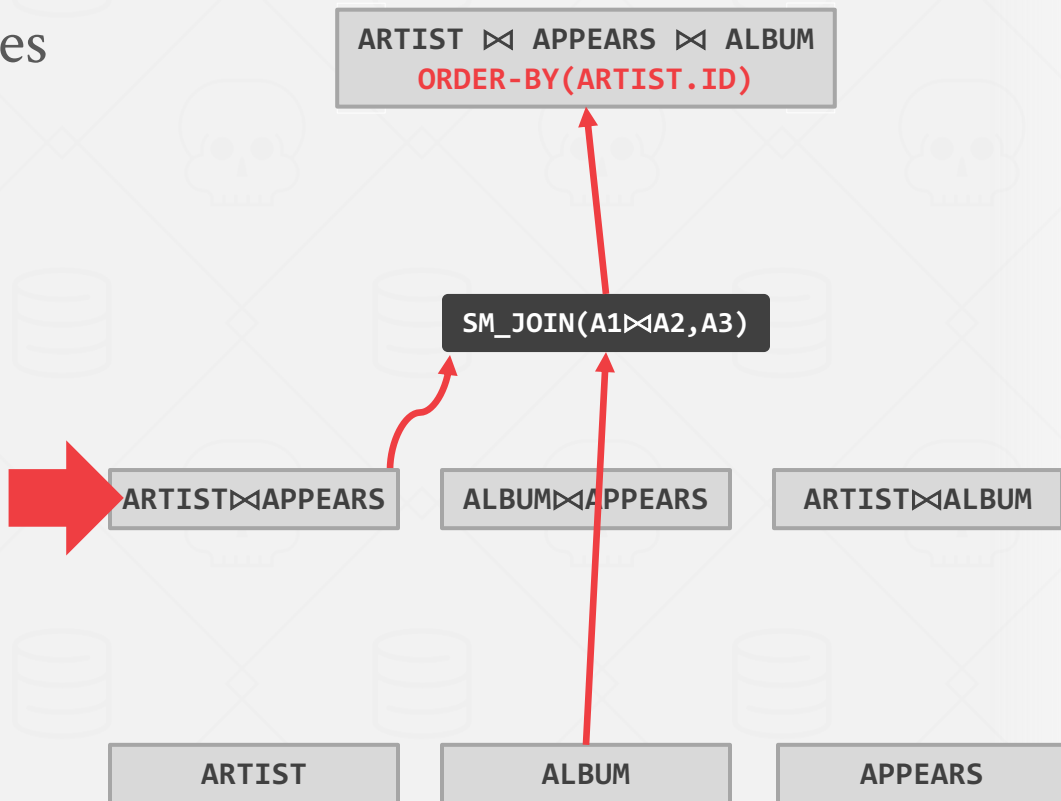 es
ARTIST ⋈ APPEARS ⋈ ALBUM
ORDER-BY(ARTIST.ID)
SM_JOIN(A1⋈A2,A3)
ARTIST⋈APPEARS
ALBUM⋈APPEARS
ARTIST⋈ALBUM
ARTIST
ALBUM
APPEARS